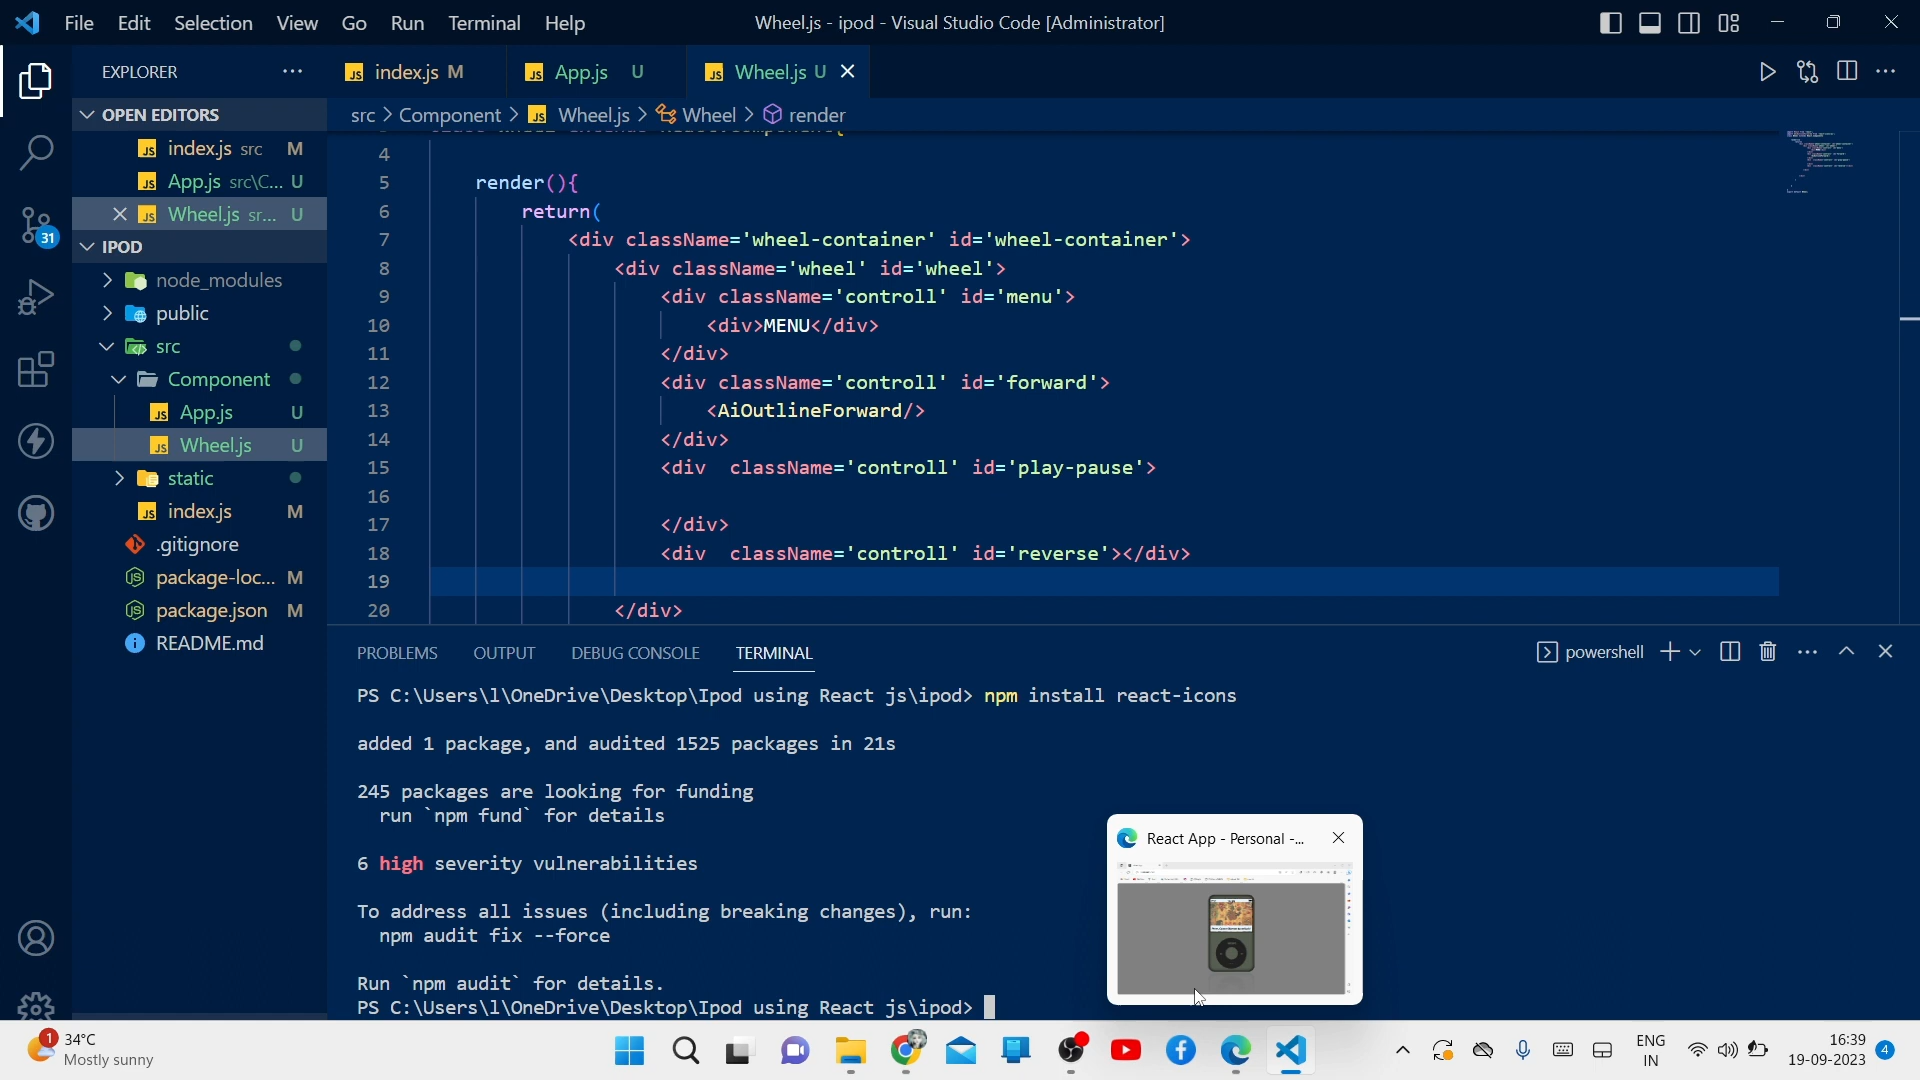 File Edit Selection View Go Run Terminal Help
Wheel.js - ipod - Visual Studio Code [Administrator]
EXPLORER
index.js M
App.js U
Wheel.js U
OPEN EDITORS
src > Component > Wheel.js > Wheel > render
index.js src M
App.js src\C... U
Wheel.js sr... U
IPOD
node_modules
public
src
Component
App.js U
Wheel.js U
static
index.js M
.gitignore
package-loc... M
package.json M
README.md
31
4
5 render(){
6 return(
7 <div className='wheel-container' id='wheel-container'>
8 <div className='wheel' id='wheel'>
9 <div className='controll' id='menu'>
10 <div>MENU</div>
11 </div>
12 <div className='controll' id='forward'>
13 <AiOutlineForward/>
14 </div>
15 <div  className='controll' id='play-pause'>
16
17 </div>
18 <div  className='controll' id='reverse'></div>
19
20 </div>
PROBLEMS OUTPUT DEBUG CONSOLE TERMINAL
powershell
PS C:\Users\l\OneDrive\Desktop\Ipod using React js\ipod> npm install react-icons
added 1 package, and audited 1525 packages in 21s
245 packages are looking for funding
run `npm fund` for details
6 high severity vulnerabilities
To address all issues (including breaking changes), run:
npm audit fix --force
Run `npm audit` for details.
PS C:\Users\l\OneDrive\Desktop\Ipod using React js\ipod>
React App - Personal -...
1
34°C
Mostly sunny
ENG
IN
16:39
19-09-2023
4